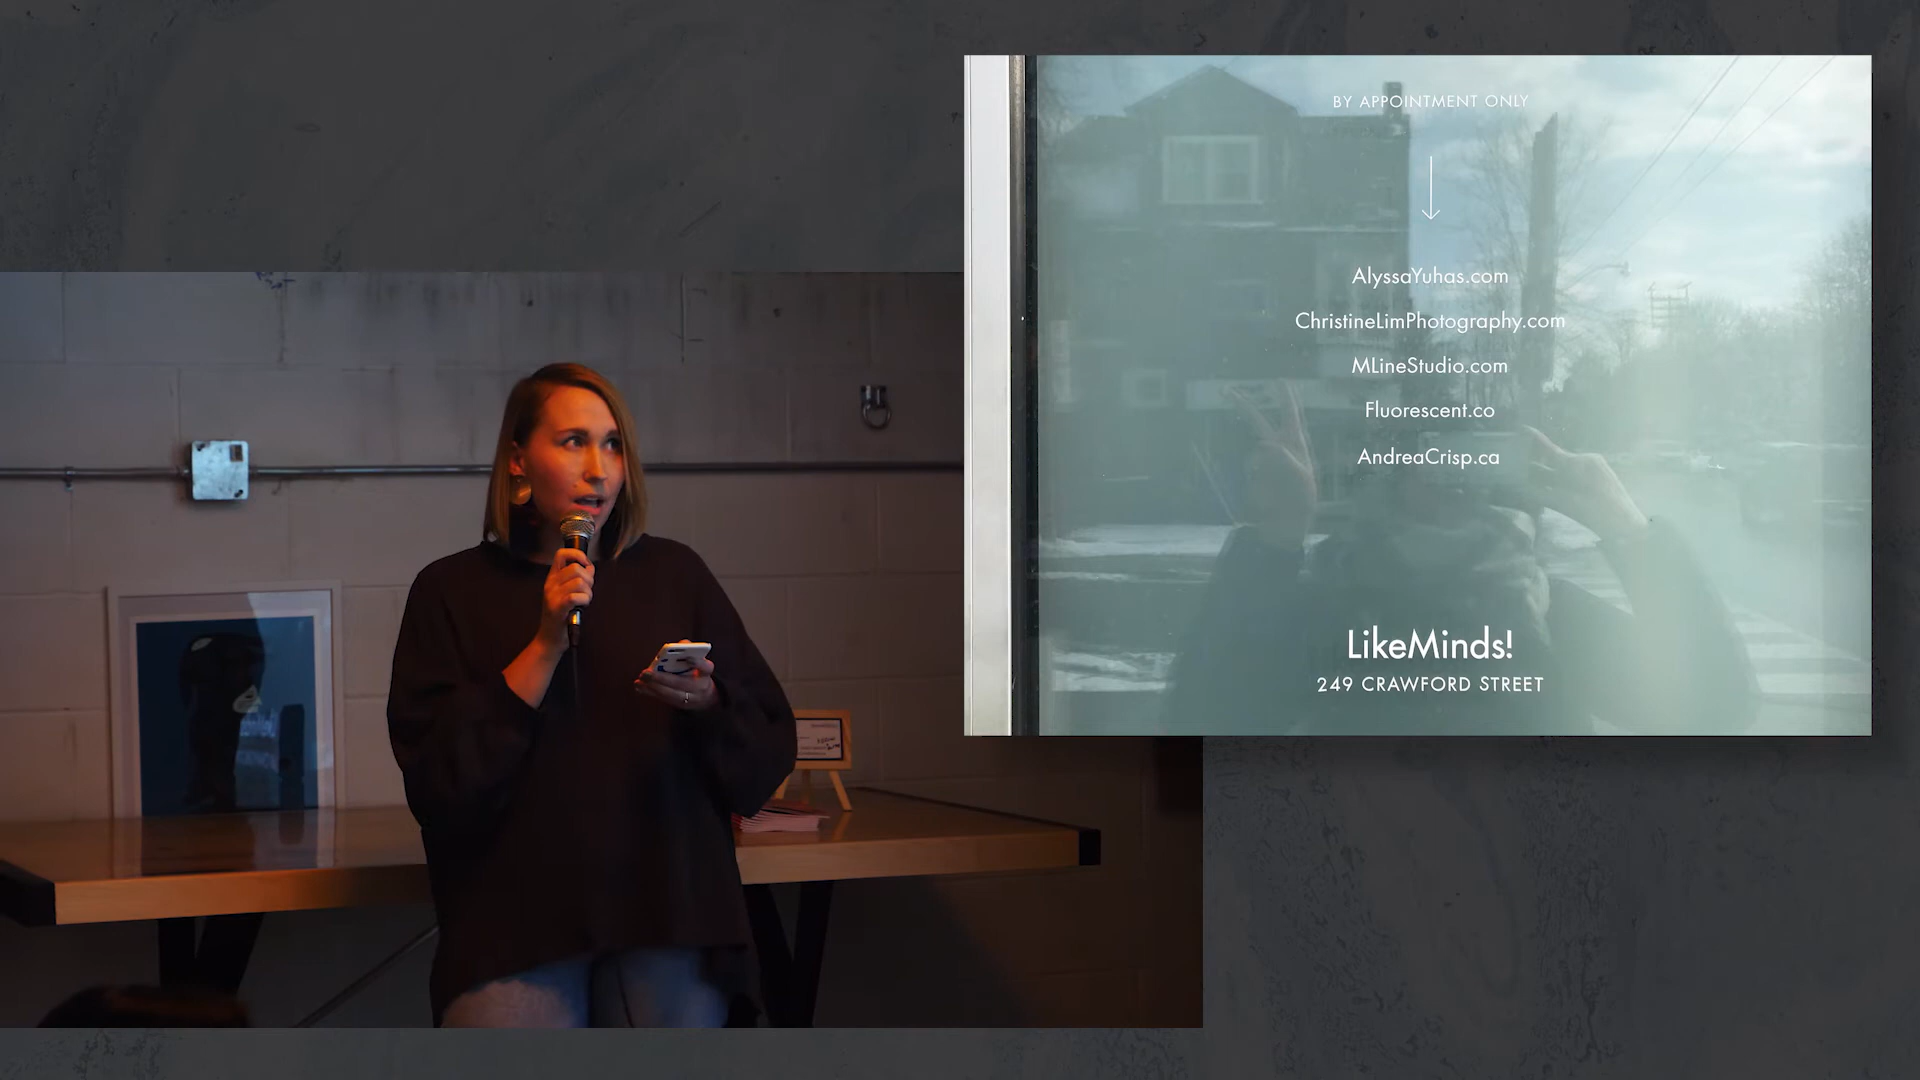 BY APPOINTMENT ONLY
AlyssaYuhas.com
ChristineLimPhotography.com
MLineStudio.com
Fluorescent.co
AndreaCrisp.ca
LikeMinds!
249 CRAWFORD STREET